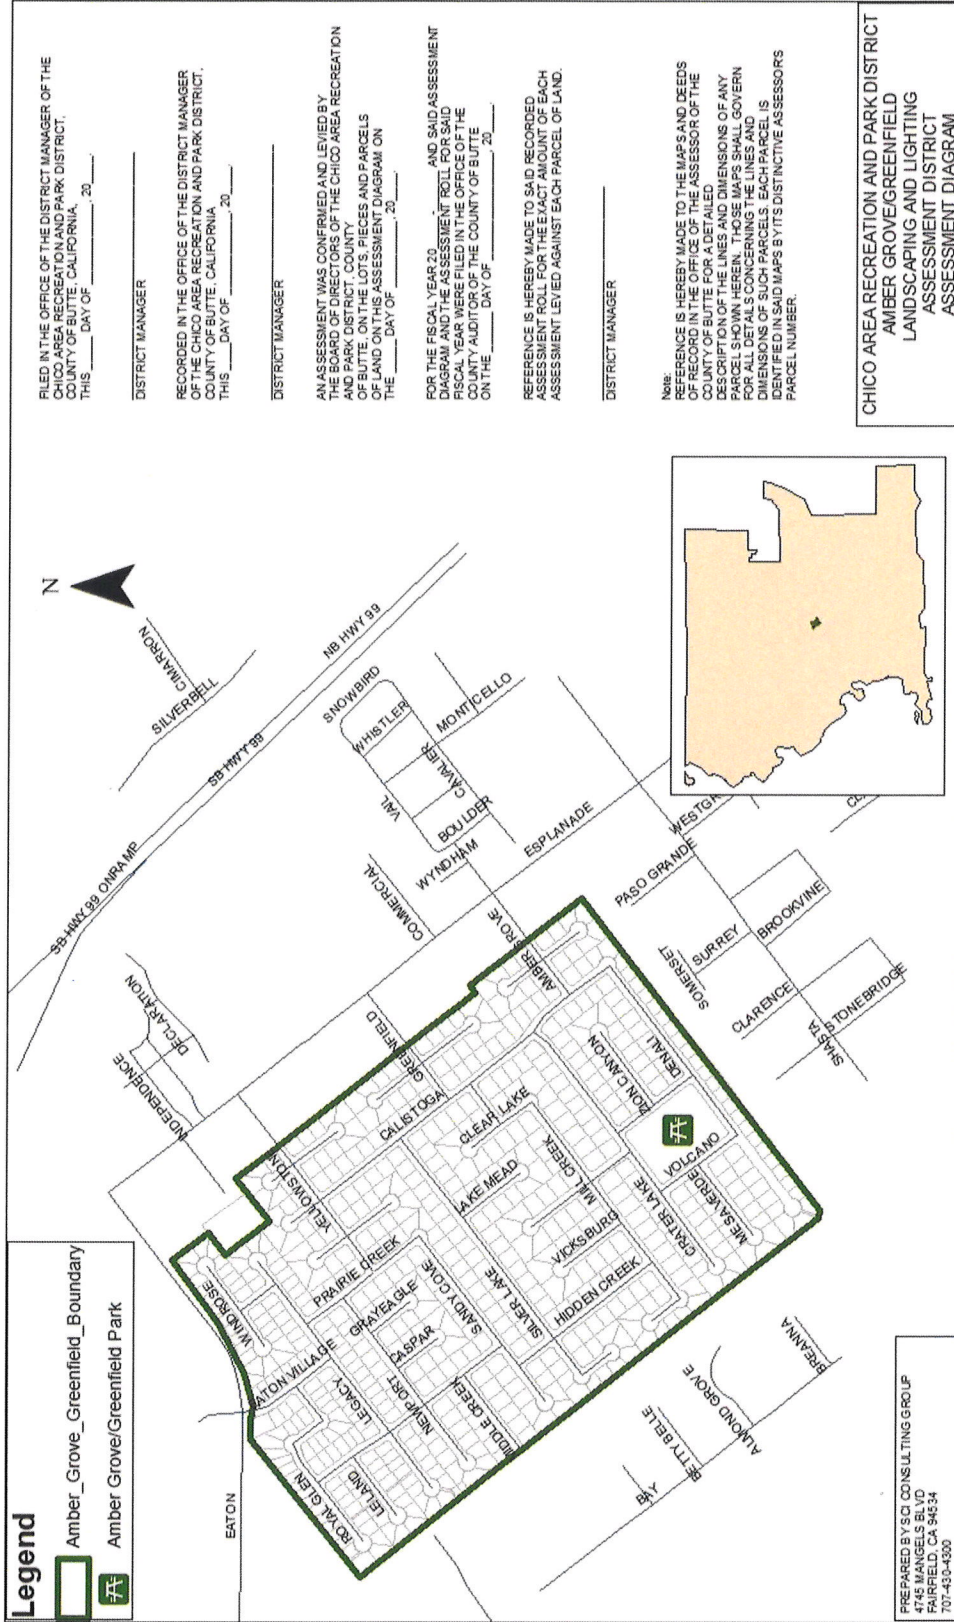 Legend
Amber_Grove_Greenfield_Boundary
Amber Grove/Greenfield Park
N
EATON
ROYAL GLEN
LELAND
EATON VILLAGE
WINDROSE
LEGACY
NEWPORT
CASPAR
GRAYEAGLE
PRAIRIE CREEK
SANDY COVE
SILVER LAKE
HIDDEN CREEK
VICKSBURG
MILL CREEK
LAKE MEAD
CLEAR LAKE
CALISTOGA
GREENFIELD
CRATER LAKE
MESA VERDE
VOLCANO
ZION CANYON
DENALI
INDEPENDENCE
DECLARATION
SB HWY 99 ONRAMP
SB HWY 99
NB HWY 99
SILVERBELL
CIMARRON
SNOWBIRD
WHISTLER
VAIL
CAVALIER
MONTICELLO
BOULDER
WYNDHAM
COMMERCIAL
ESPLANADE
PASO GRANDE
SOMERSET
SURREY
BROOKVINE
CLARENCE
SHASTA
STONEBRIDGE
BAY
BETTY BELLE
ALMOND GROVE
BREANNA
FILED IN THE OFFICE OF THE DISTRICT MANAGER OF THE
CHICO AREA RECREATION AND PARK DISTRICT,
COUNTY OF BUTTE, CALIFORNIA,
THIS ____ DAY OF ________, 20____.
DISTRICT MANAGER
RECORDED IN THE OFFICE OF THE DISTRICT MANAGER
OF THE CHICO AREA RECREATION AND PARK DISTRICT,
COUNTY OF BUTTE, CALIFORNIA
THIS ____ DAY OF ________, 20____.
DISTRICT MANAGER
AN ASSESSMENT WAS CONFIRMED AND LEVIED BY
THE BOARD OF DIRECTORS OF THE CHICO AREA RECREATION
AND PARK DISTRICT, COUNTY
OF BUTTE, ON THE LOTS, PIECES AND PARCELS
OF LAND ON THIS ASSESSMENT DIAGRAM ON
THE ____ DAY OF ________, 20____.
FOR THE FISCAL YEAR 20____-____ AND SAID ASSESSMENT
DIAGRAM AND THE ASSESSMENT ROLL FOR SAID
FISCAL YEAR WERE FILED IN THE OFFICE OF THE
COUNTY AUDITOR OF THE COUNTY OF BUTTE
ON THE ____ DAY OF ________, 20____.
REFERENCE IS HEREBY MADE TO SAID RECORDED
ASSESSMENT ROLL FOR THE EXACT AMOUNT OF EACH
ASSESSMENT LEVIED AGAINST EACH PARCEL OF LAND.
DISTRICT MANAGER
Note:
REFERENCE IS HEREBY MADE TO THE MAPS AND DEEDS
OF RECORD IN THE OFFICE OF THE ASSESSOR OF THE
COUNTY OF BUTTE FOR A DETAILED
DESCRIPTION OF THE LINES AND DIMENSIONS OF ANY
PARCEL SHOWN HEREIN. THOSE MAPS SHALL GOVERN
FOR ALL DETAILS CONCERNING THE LINES AND
DIMENSIONS OF SUCH PARCELS. EACH PARCEL IS
IDENTIFIED IN SAID MAPS BY ITS DISTINCTIVE ASSESSOR'S
PARCEL NUMBER.
CHICO AREA RECREATION AND PARK DISTRICT
AMBER GROVE/GREENFIELD
LANDSCAPING AND LIGHTING
ASSESSMENT DISTRICT
ASSESSMENT DIAGRAM
PREPARED BY SCI CONSULTING GROUP
4745 MANGELS BLVD
FAIRFIELD, CA 94534
707-430-4300